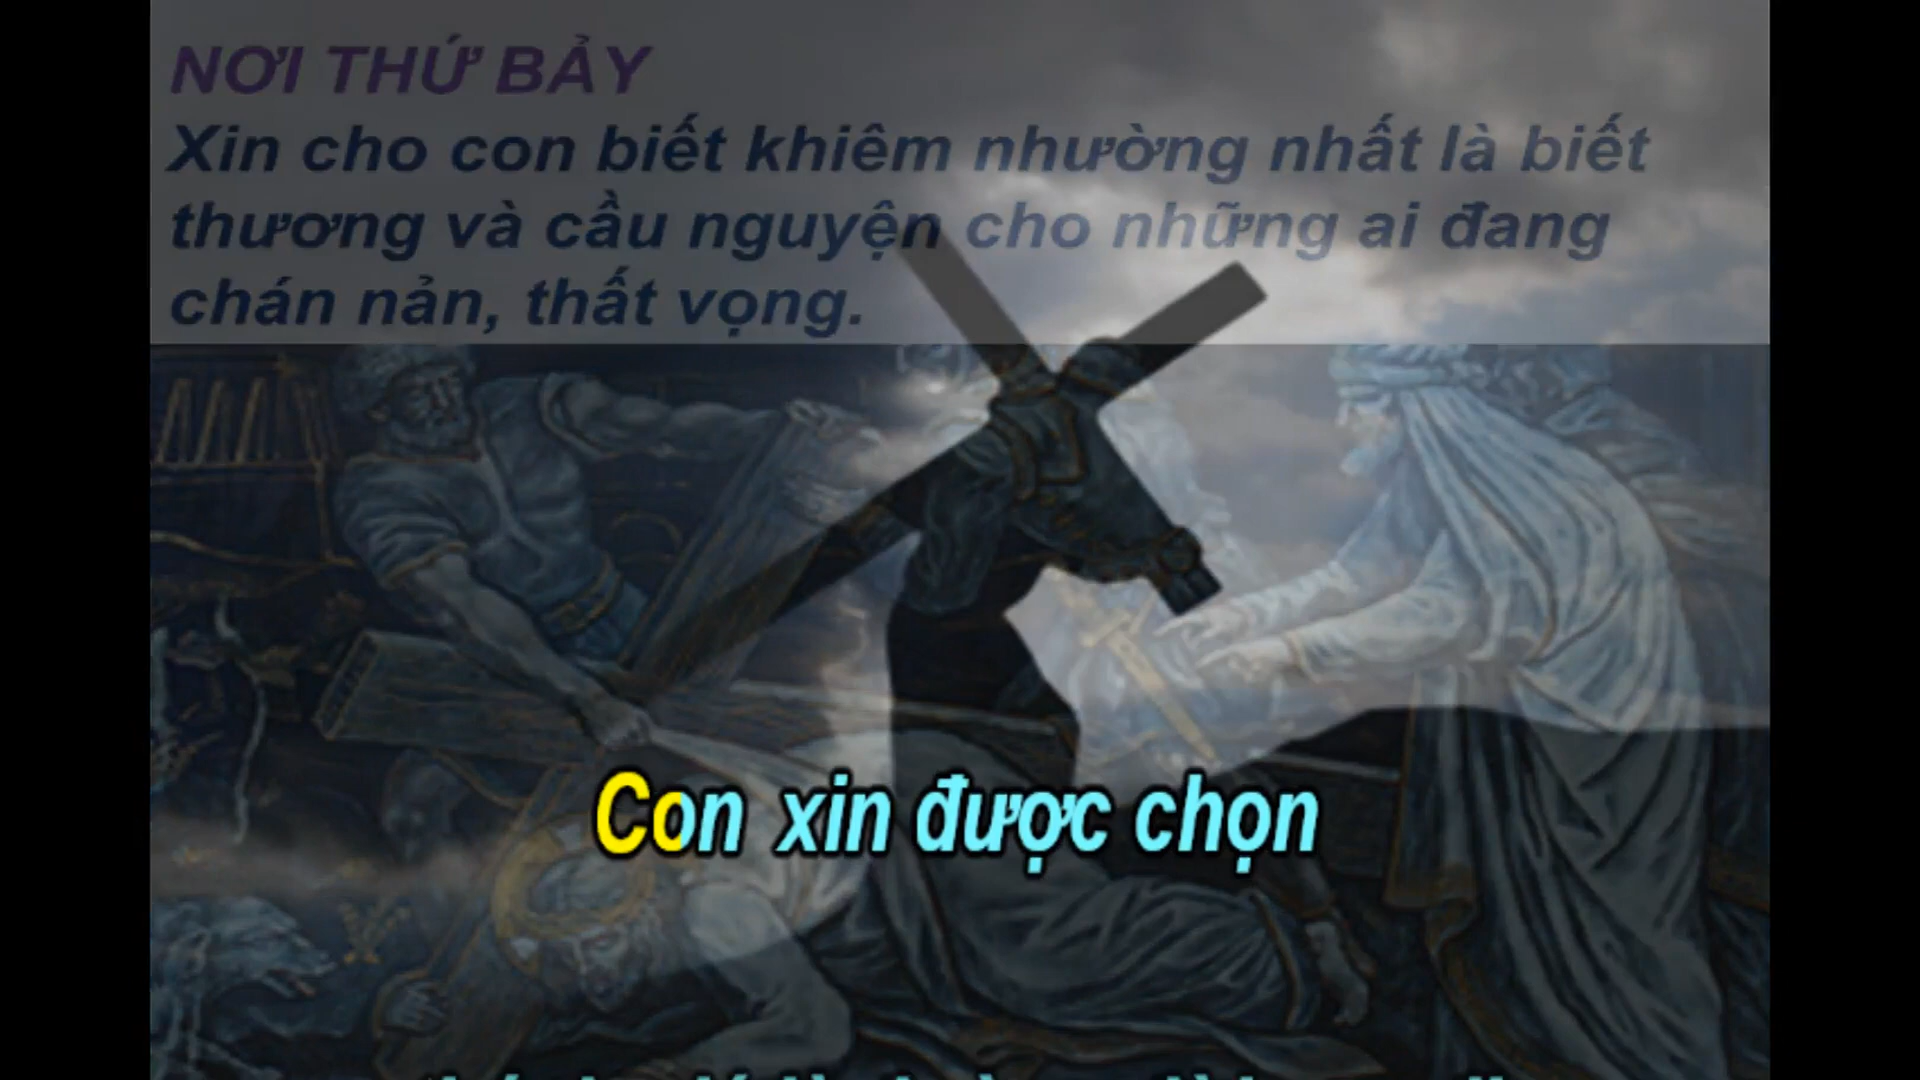 NƠI THỨ BẢY
Xin cho con biết khiêm nhường nhất là biết
thương và cầu nguyện cho những ai đang
chán nản, thất vọng.
Con xin được chọn